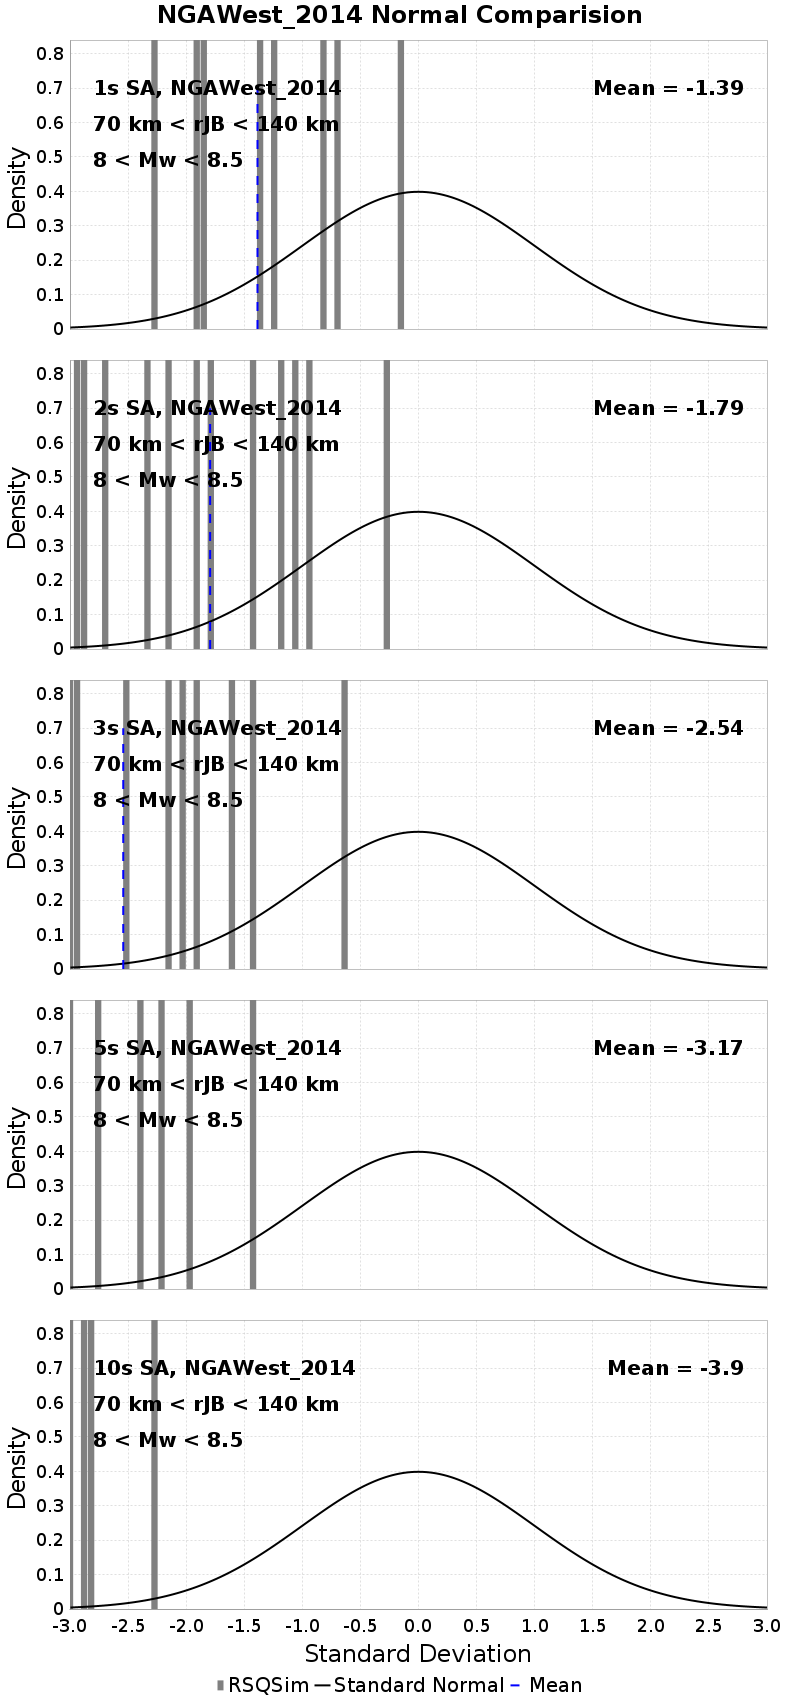 NGAWest_2014 Normal Comparision
1s SA, NGAWest_2014
Mean = -1.39
70 km < rJB < 140 km
8 < Mw < 8.5
Density
0.8
0.7
0.6
0.5
0.4
0.3
0.2
0.1
0
2s SA, NGAWest_2014
Mean = -1.79
70 km < rJB < 140 km
8 < Mw < 8.5
Density
0.8
0.7
0.6
0.5
0.4
0.3
0.2
0.1
0
3s SA, NGAWest_2014
Mean = -2.54
70 km < rJB < 140 km
8 < Mw < 8.5
Density
0.8
0.7
0.6
0.5
0.4
0.3
0.2
0.1
0
5s SA, NGAWest_2014
Mean = -3.17
70 km < rJB < 140 km
8 < Mw < 8.5
Density
0.8
0.7
0.6
0.5
0.4
0.3
0.2
0.1
0
10s SA, NGAWest_2014
Mean = -3.9
70 km < rJB < 140 km
8 < Mw < 8.5
Density
0.8
0.7
0.6
0.5
0.4
0.3
0.2
0.1
0
-3.0 -2.5 -2.0 -1.5 -1.0 -0.5 0.0 0.5 1.0 1.5 2.0 2.5 3.0
Standard Deviation
RSQSim Standard Normal Mean